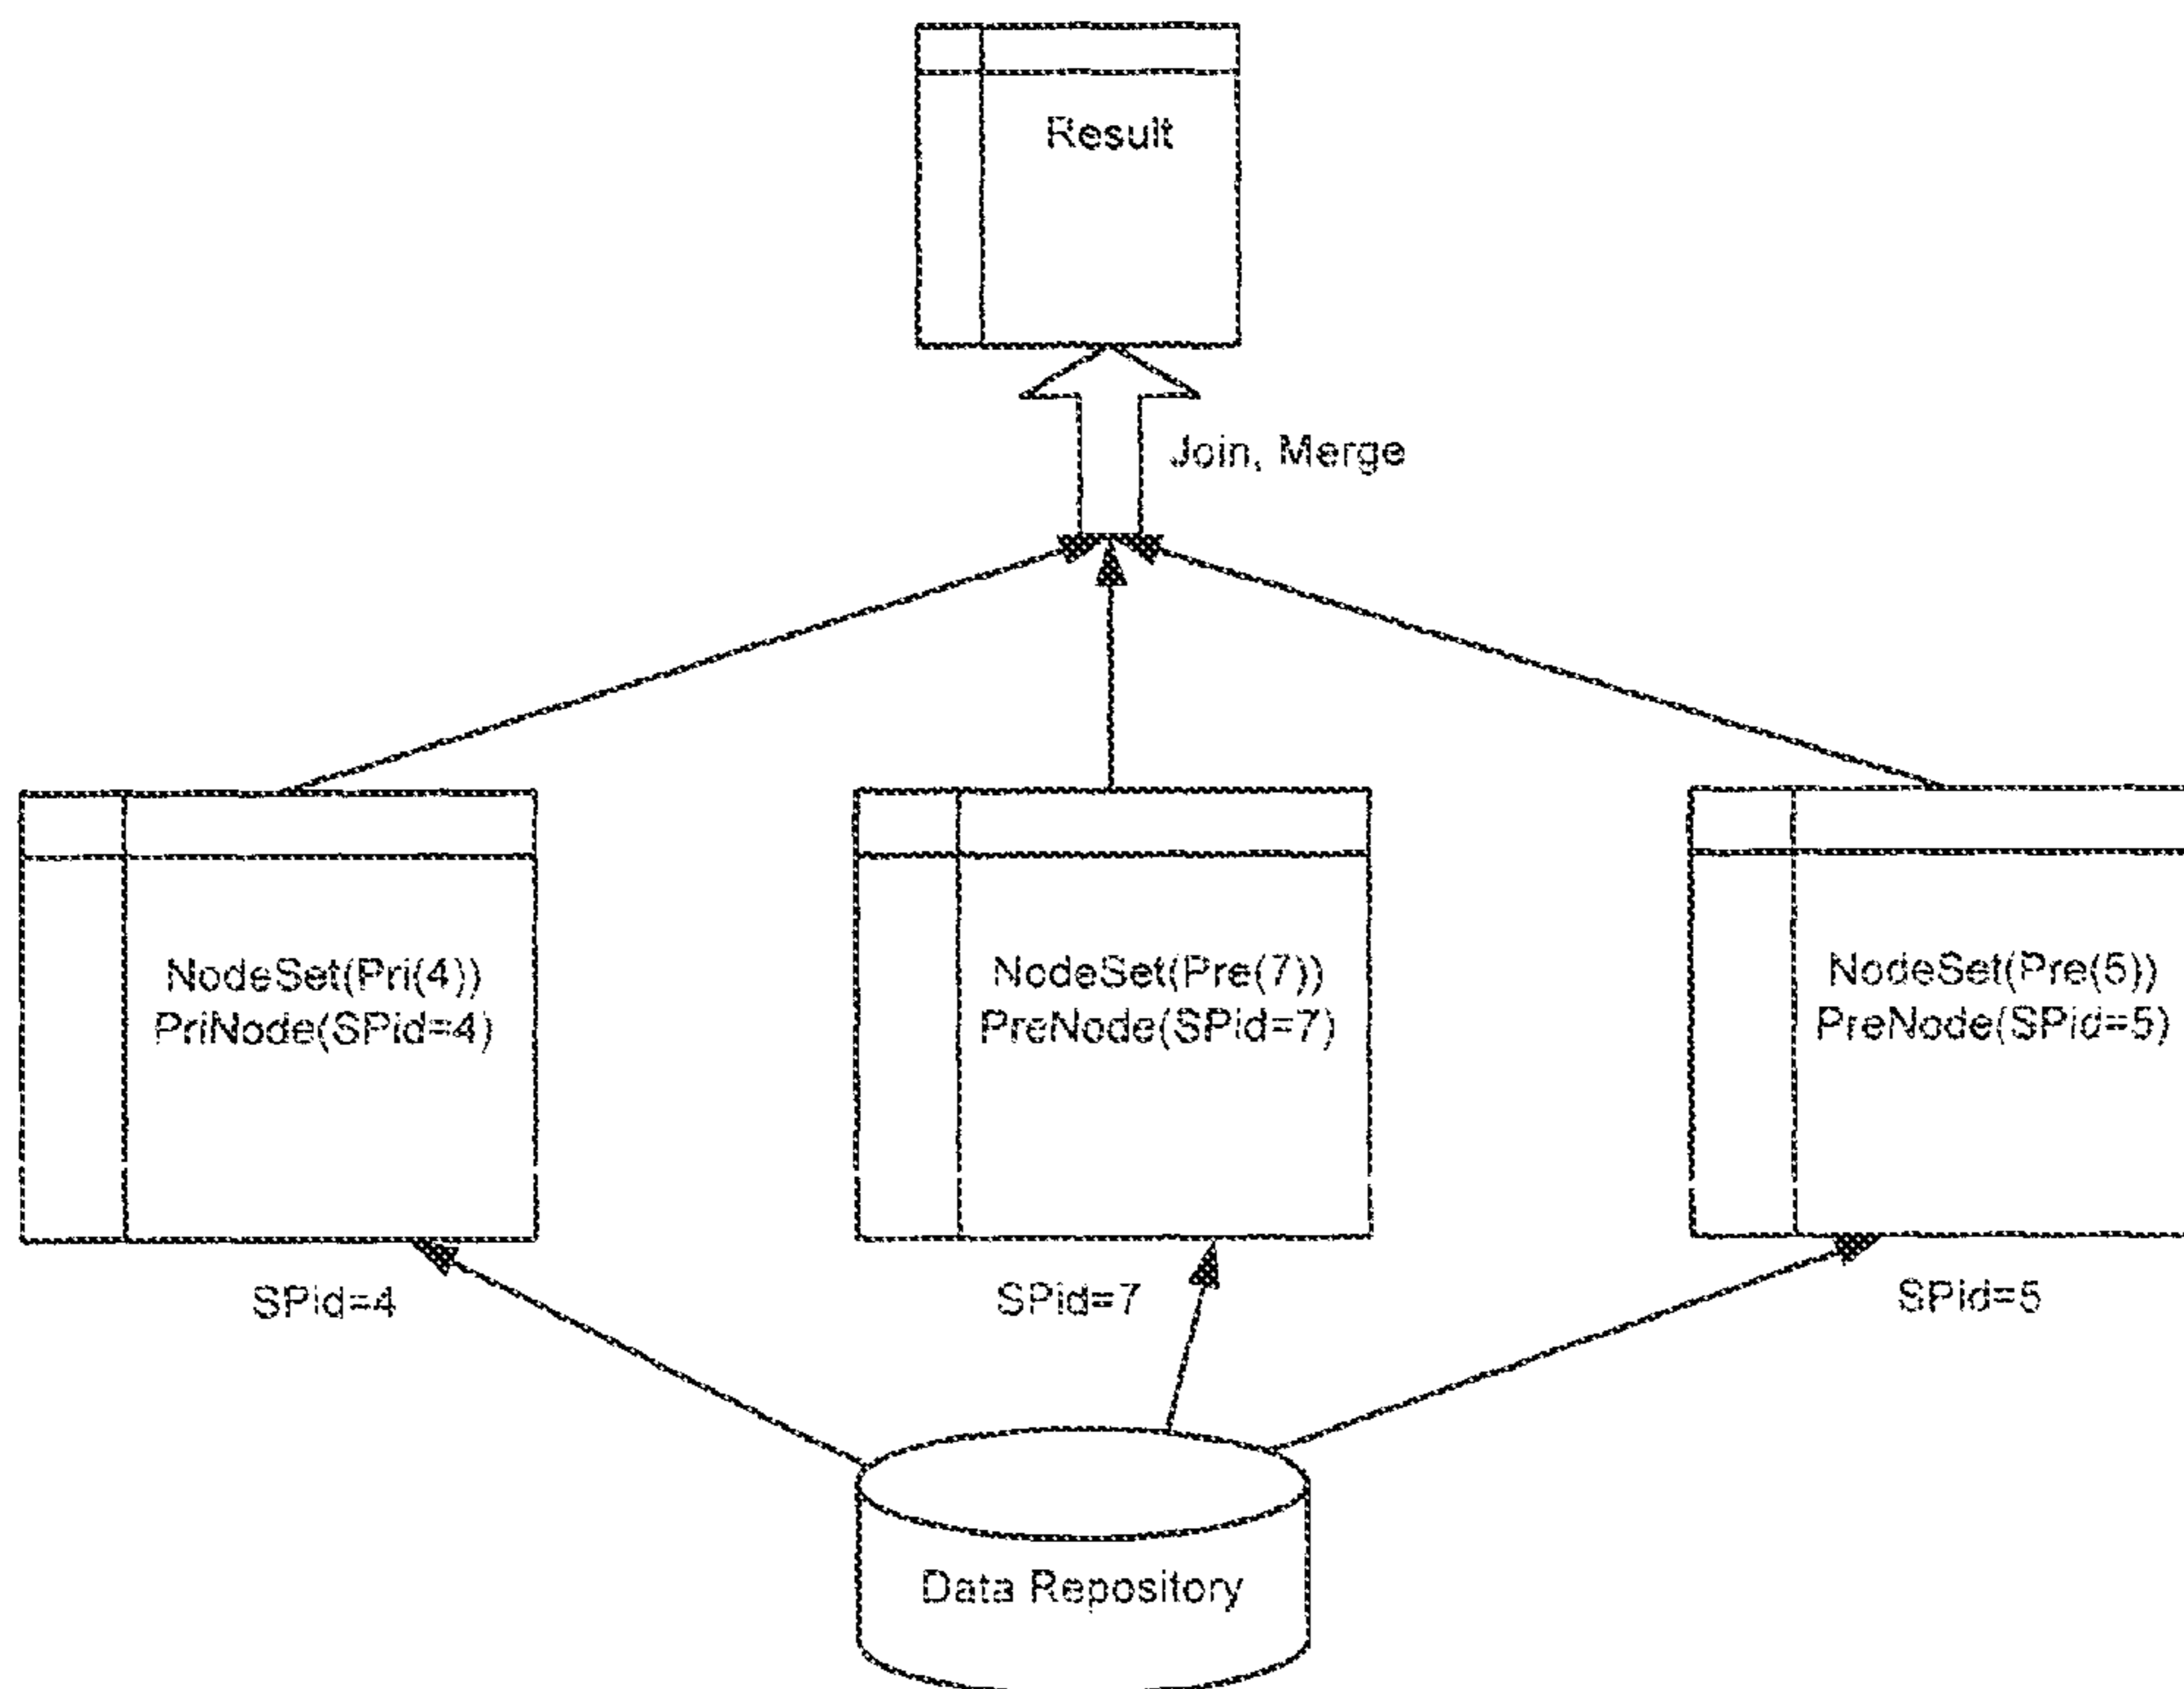 Result
Join, Merge
NodeSet(Pri(4))
PriNode(SPid=4)
NodeSet(Pre(7))
PreNode(SPid=7)
NodeSet(Pre(5))
PreNode(SPid=5)
SPid=4
SPid=7
SPid=5
Data Repository